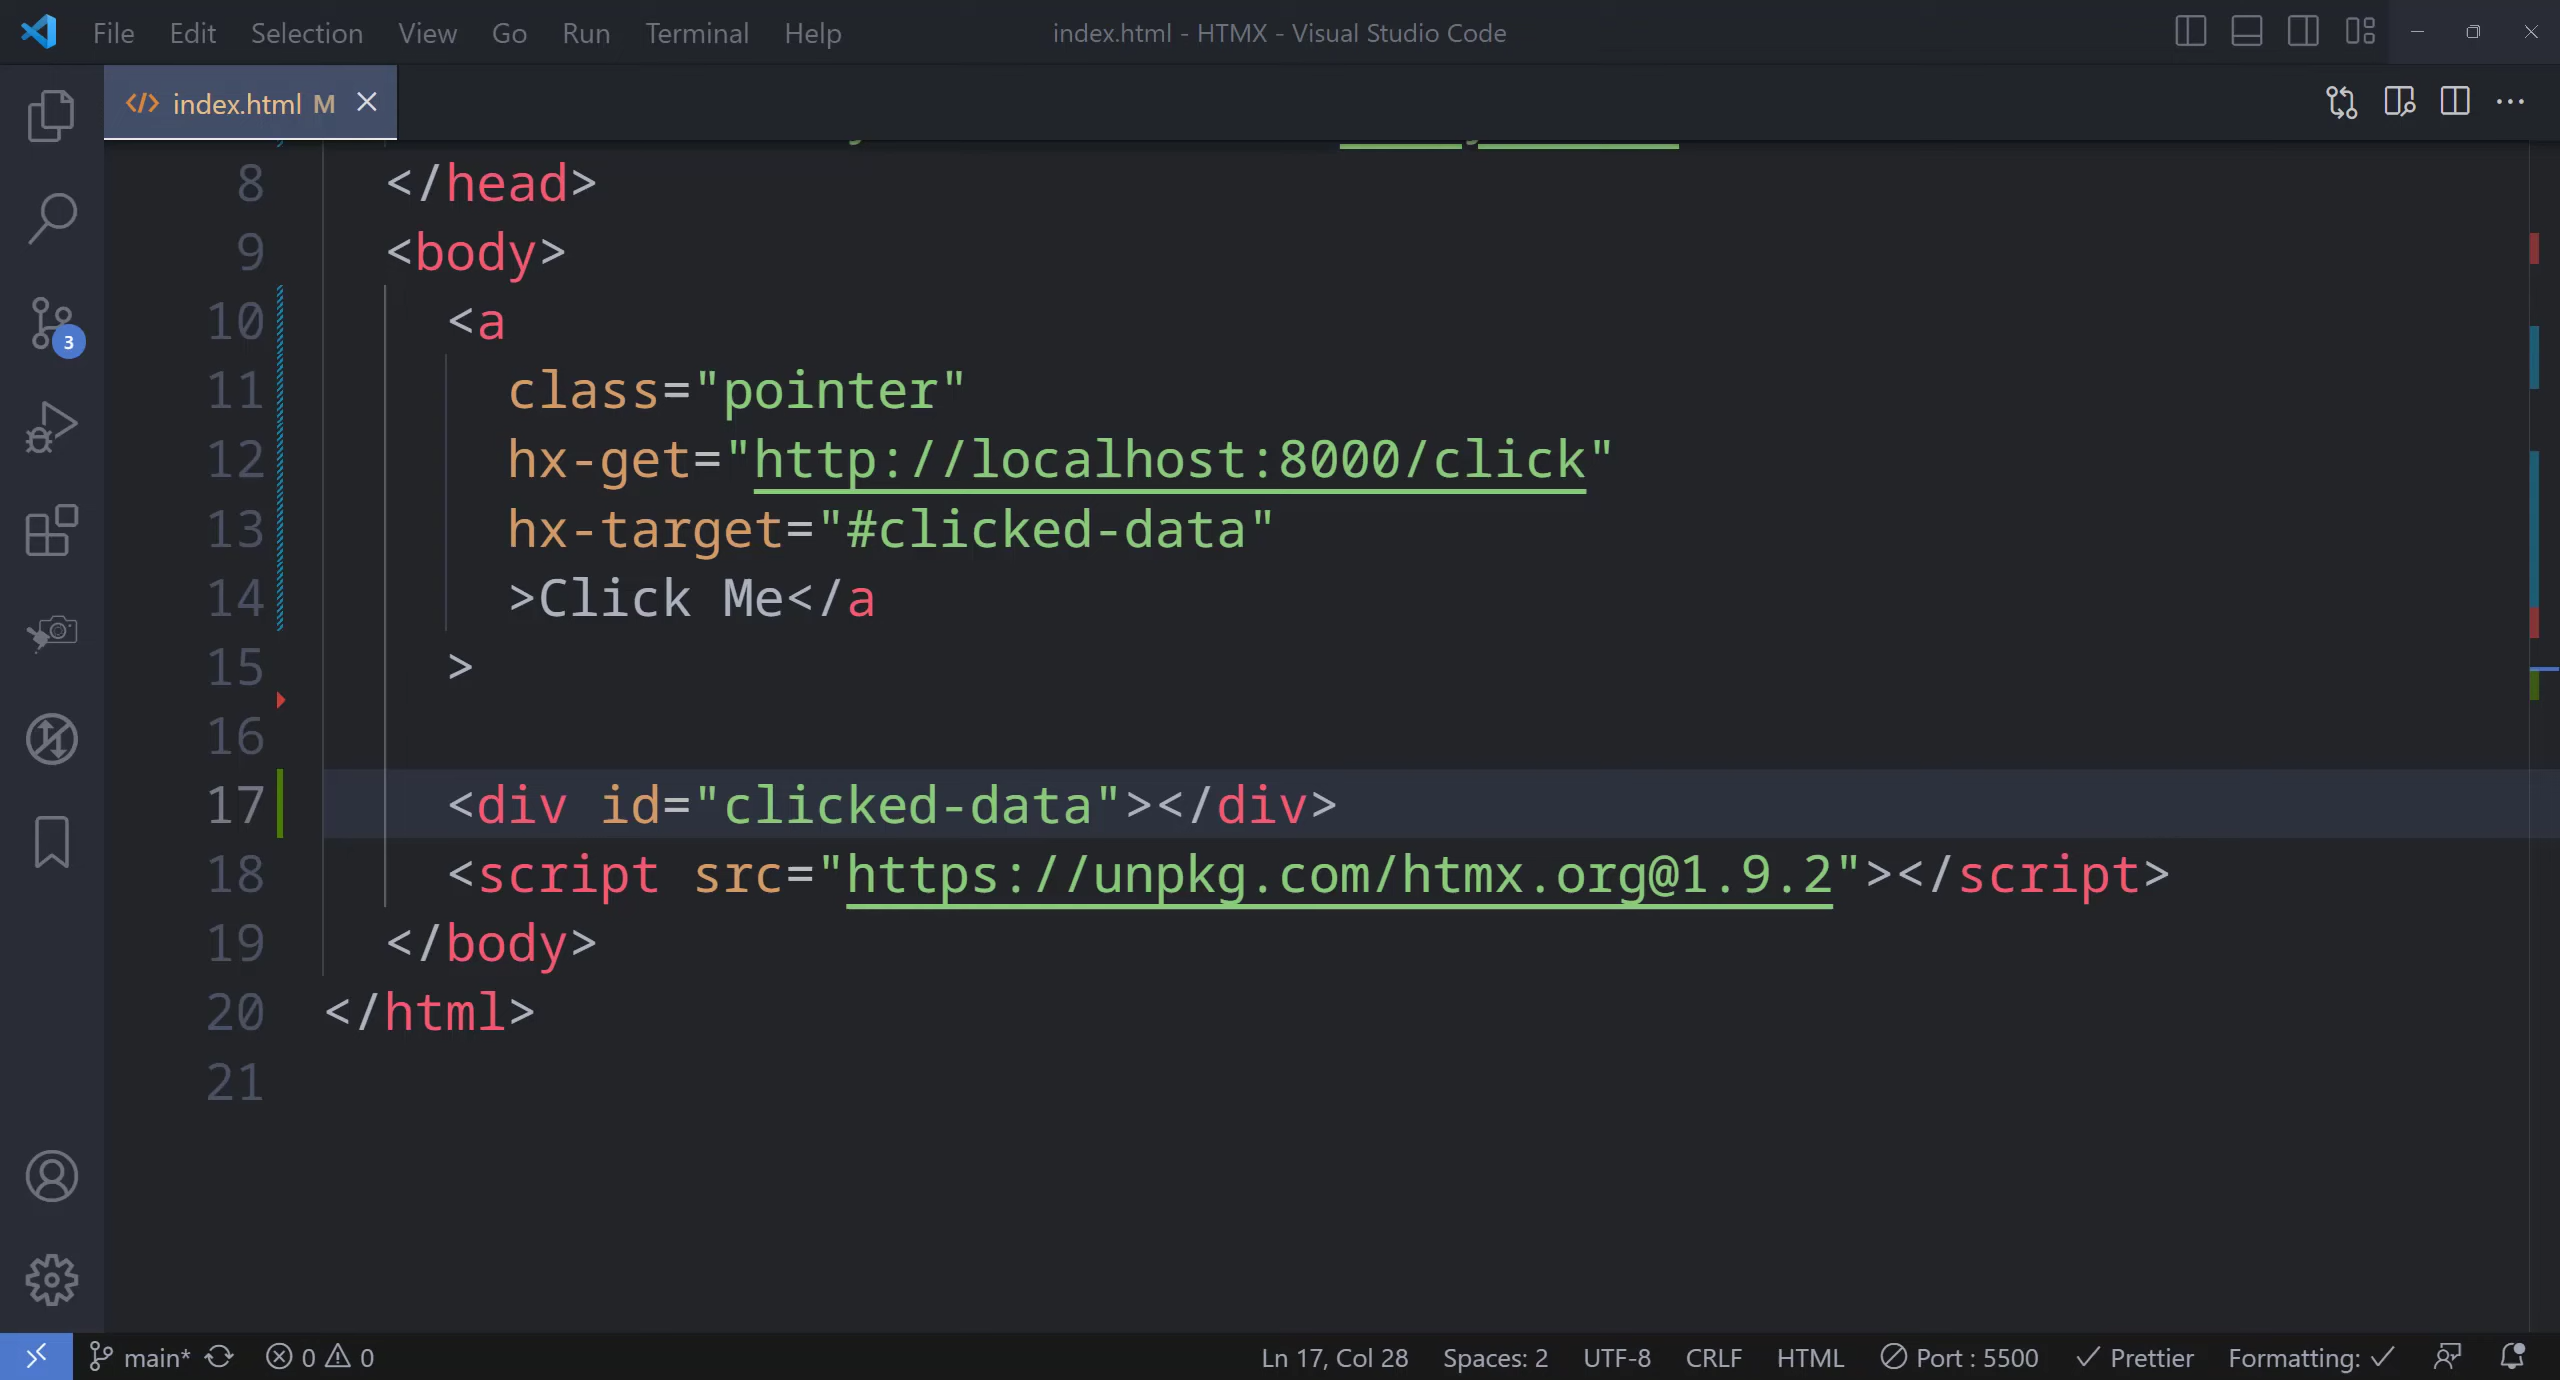 File Edit Selection View Go Run Terminal Help index.html - HTMX - Visual Studio Code
index.html M
8 </head>
9 <body>
10 <a
11 class="pointer"
12 hx-get="http://localhost:8000/click"
13 hx-target="#clicked-data"
14 >Click Me</a
15 >
16
17 <div id="clicked-data"></div>
18 <script src="https://unpkg.com/htmx.org@1.9.2"></script>
19 </body>
20 </html>
21
3
main* 0 0 Ln 17, Col 28 Spaces: 2 UTF-8 CRLF HTML Port : 5500 Prettier Formatting: